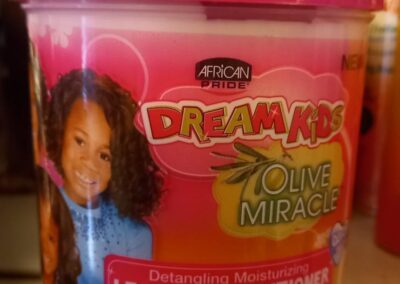 AFRICAN
PRIDE
NEW
DREAM KIDS
OLIVE
MIRACLE
Detangling Moisturizing